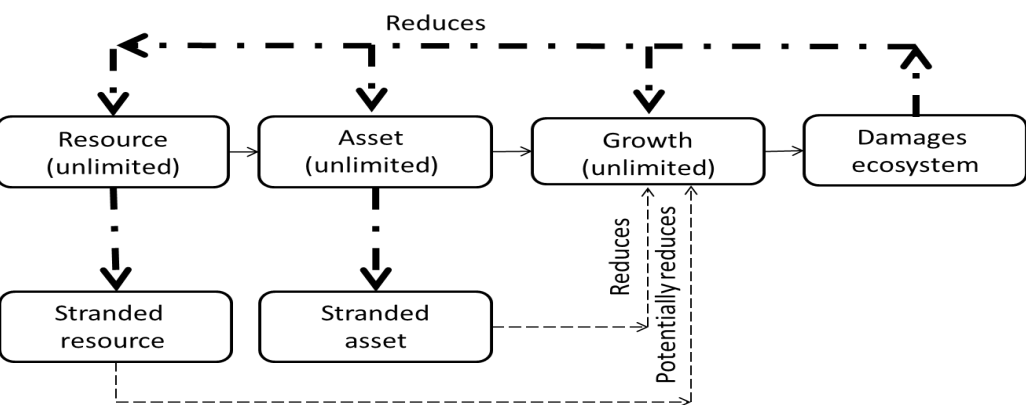 Reduces
Resource
(unlimited)
Asset
(unlimited)
Growth
(unlimited)
Damages
ecosystem
Reduces
Potentially reduces
Stranded
resource
Stranded
asset